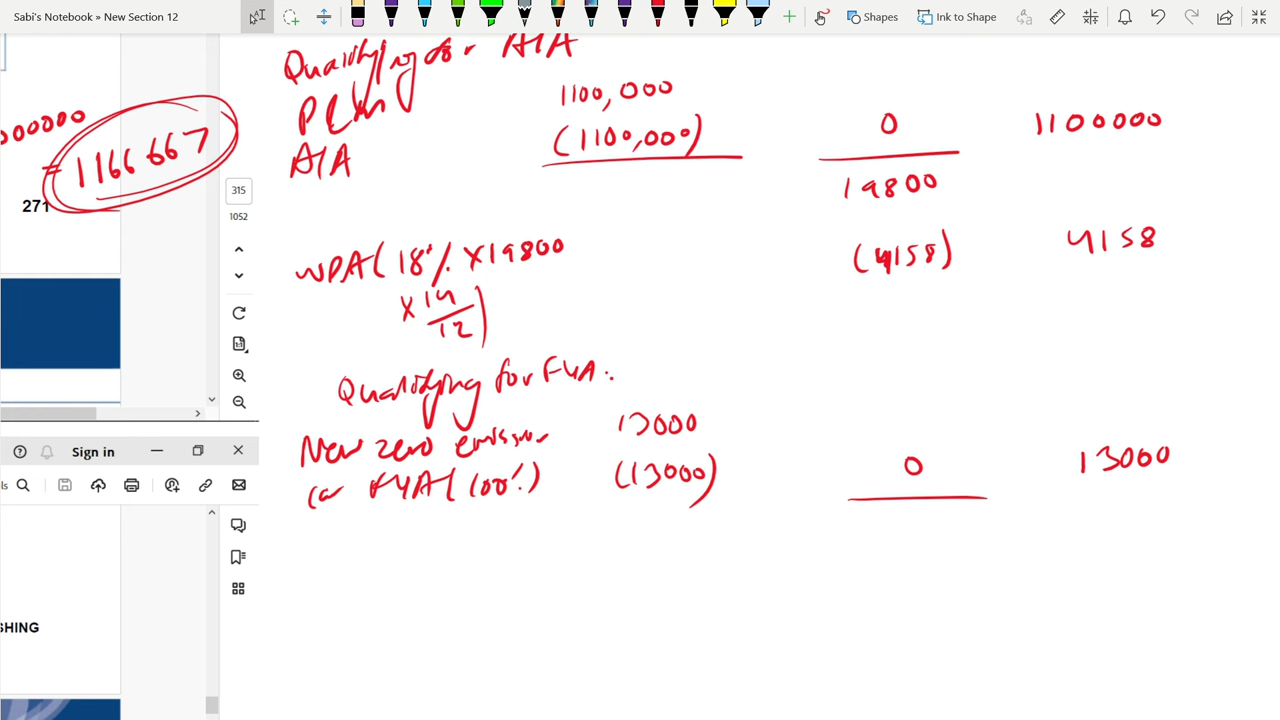 Sabi's Notebook » New Section 12
Shapes
Ink to Shape
000000
= 1166667
271
315
1052
Sign in
ls
SHING
Qualifying for AIA
P&M
1100,000
AIA
(1100,000)
0
1100000
19800
WDA (18% × 19800
× 14
12)
(4158)
4158
Qualifying for FYA:
New zero emission
13000
car FYA (100%)
(13000)
0
13000